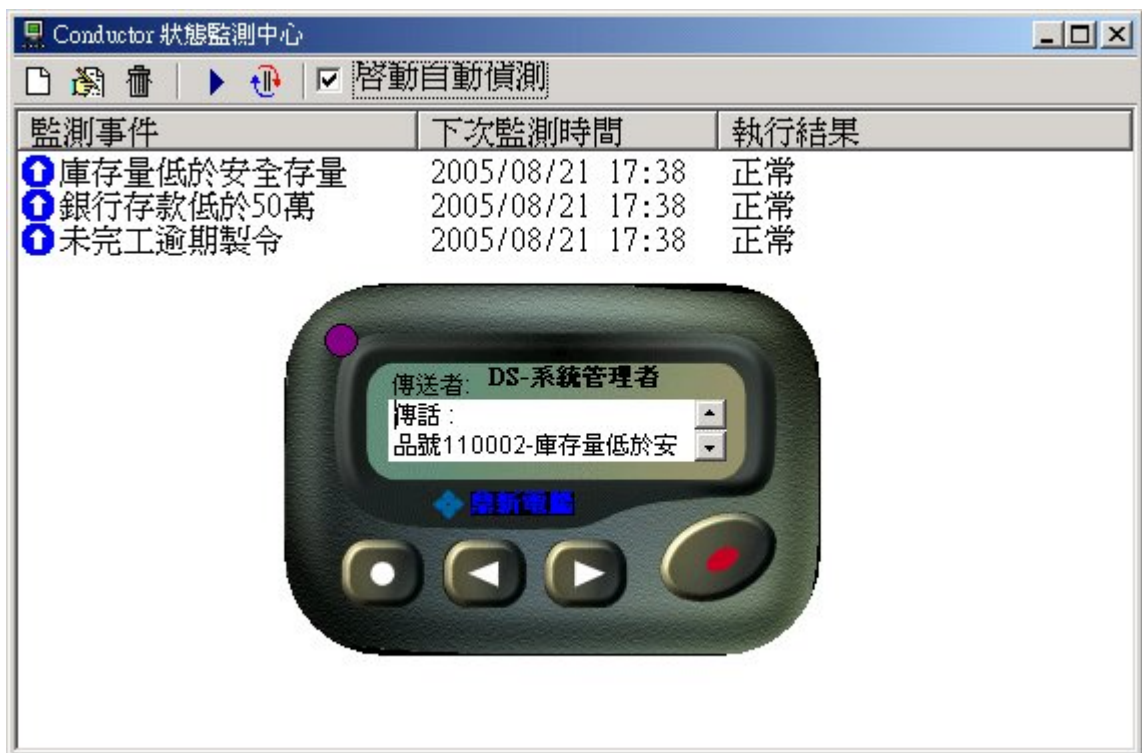 Conductor 狀態監測中心
啓動自動偵測
監測事件 下次監測時間 執行結果
庫存量低於安全存量 2005/08/21 17:38 正常
銀行存款低於50萬 2005/08/21 17:38 正常
未完工逾期製令 2005/08/21 17:38 正常
傳送者: DS-系統管理者
傳話：
品號110002-庫存量低於安
鼎新電腦